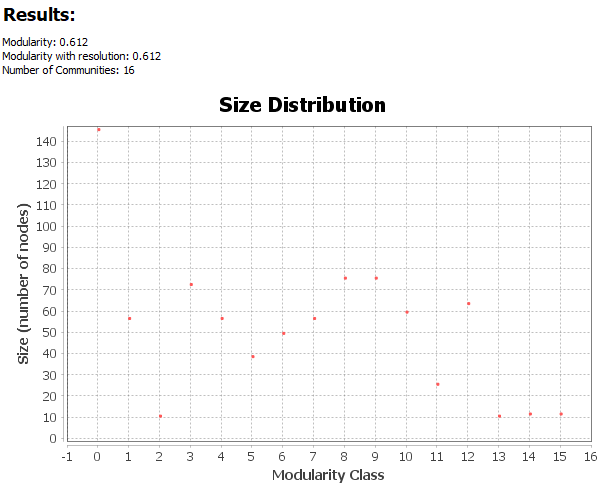 Results:
Modularity: 0.612
Modularity with resolution: 0.612
Number of Communities: 16
Size Distribution
Size (number of nodes)
140
130
120
110
100
90
80
70
60
50
40
30
20
10
0
-1 0 1 2 3 4 5 6 7 8 9 10 11 12 13 14 15 16
Modularity Class